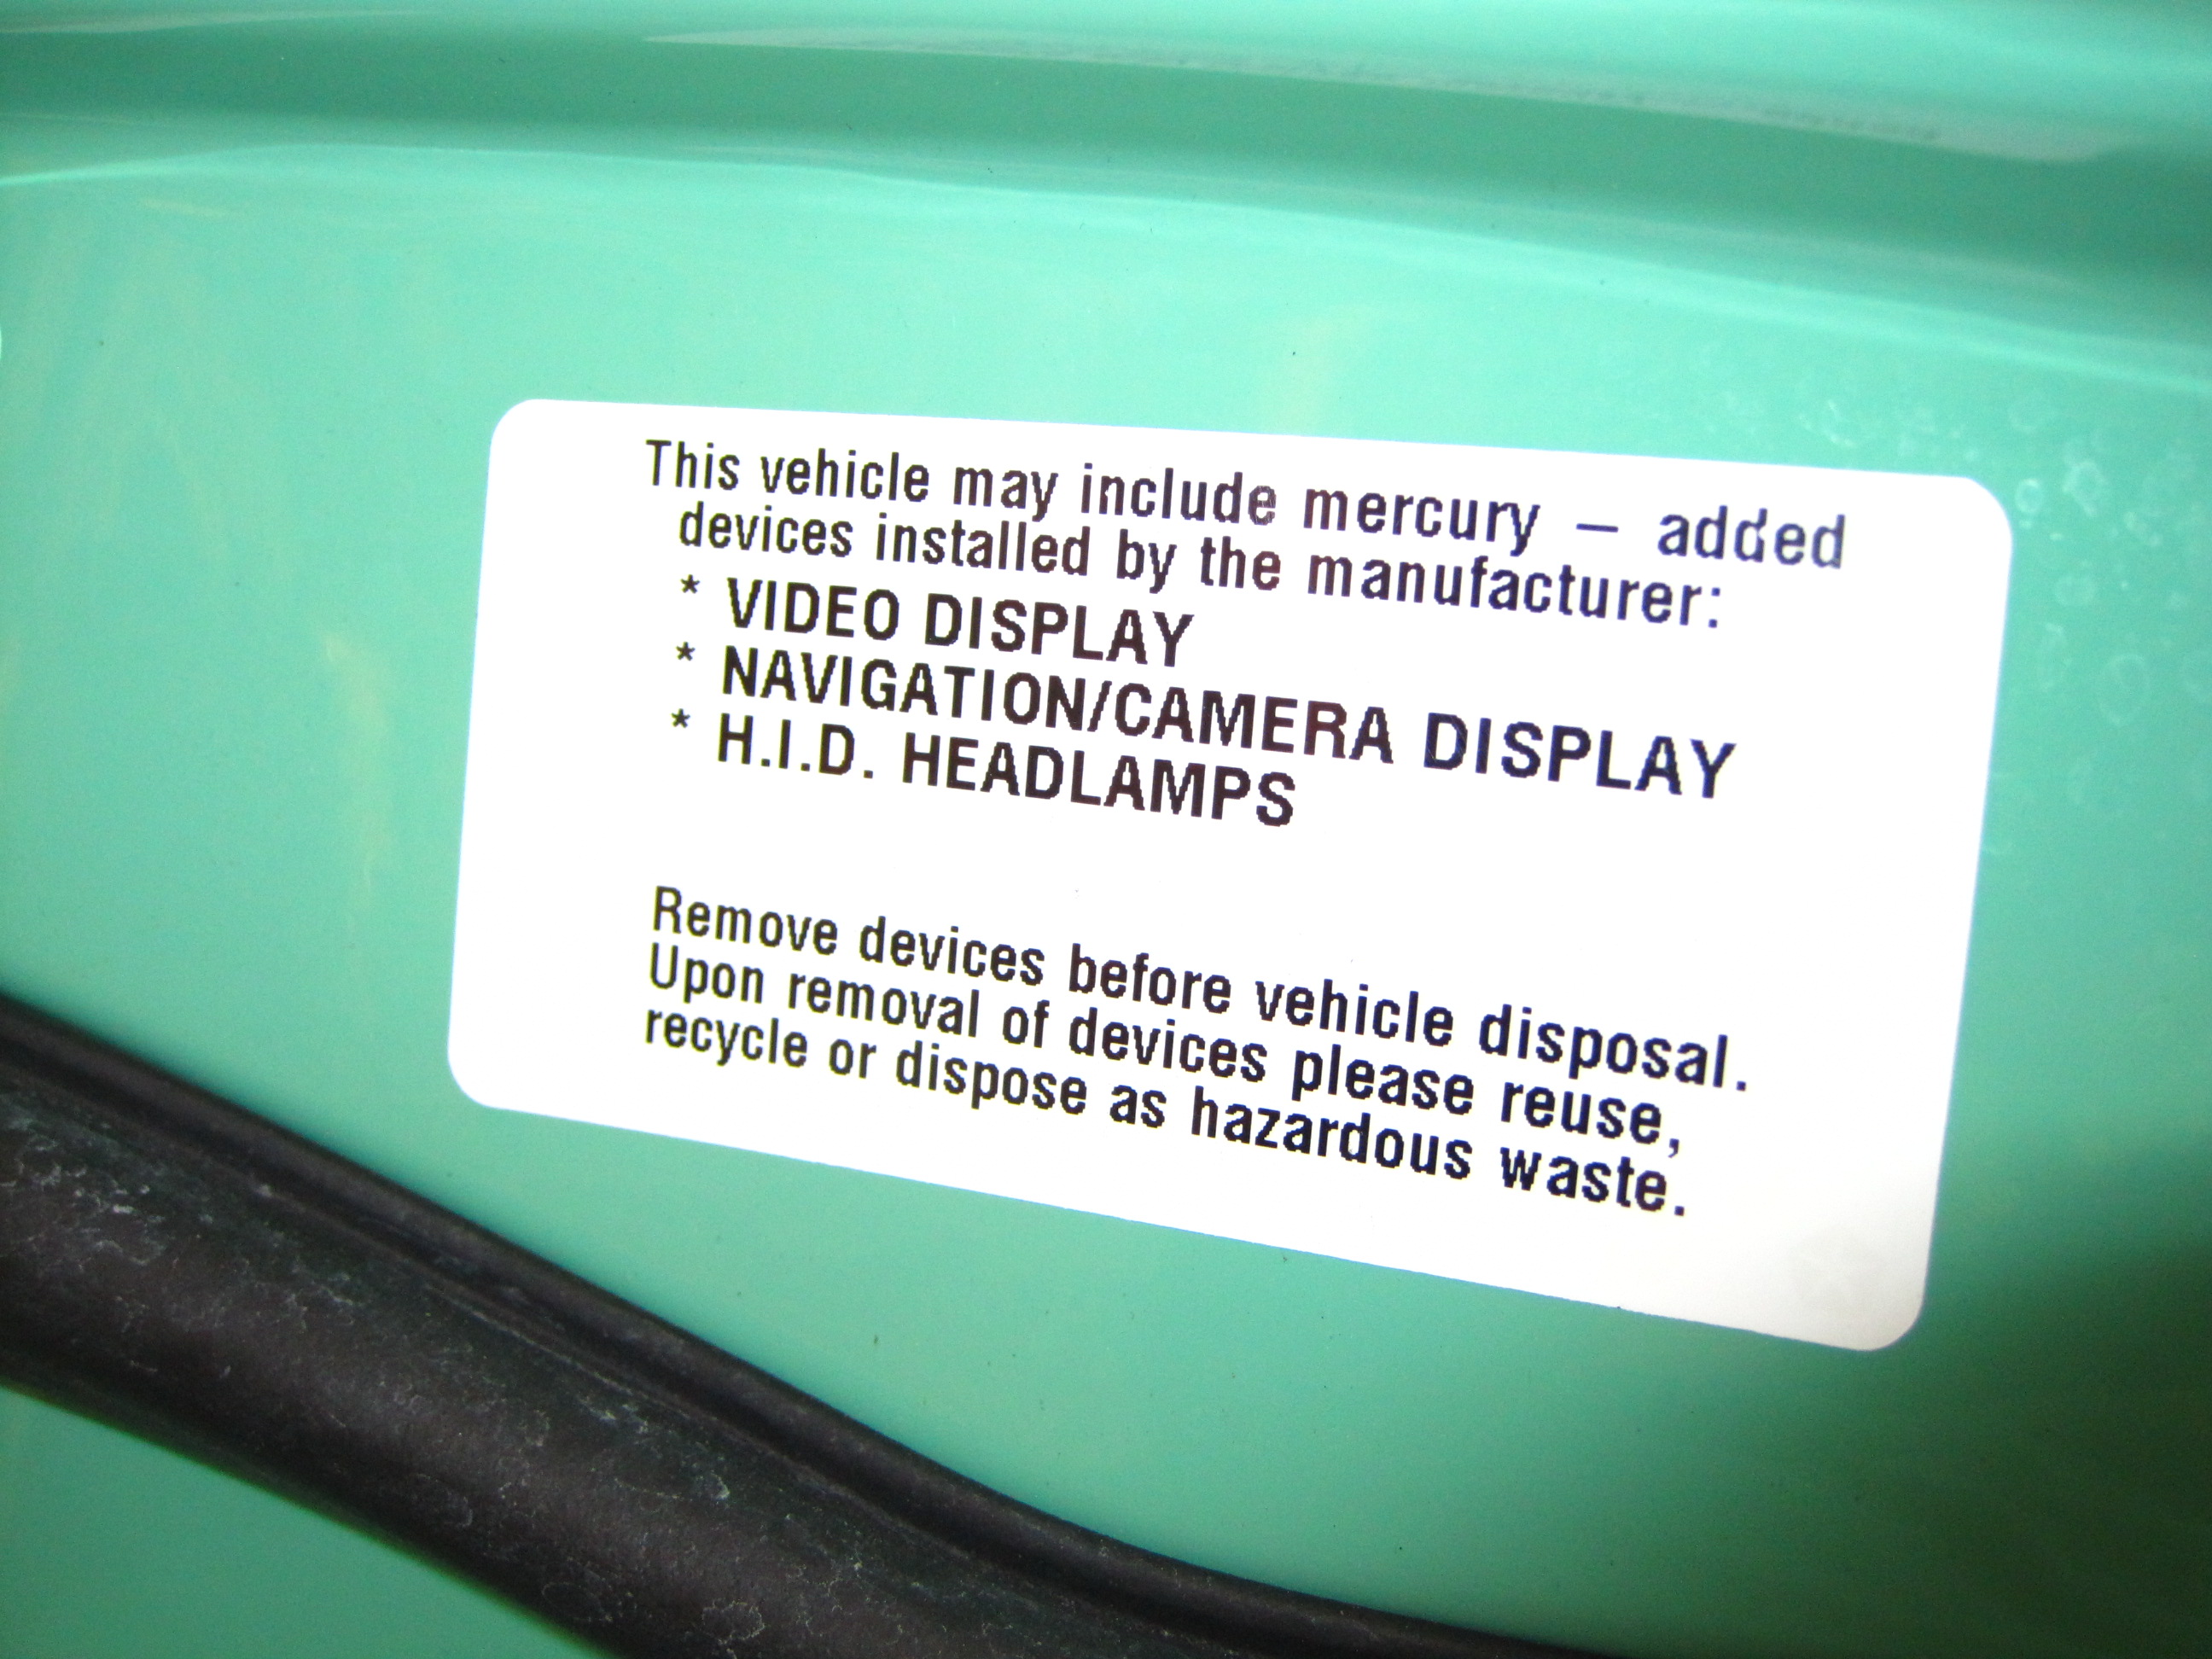 This vehicle may include mercury – added
devices installed by the manufacturer:
* VIDEO DISPLAY
* NAVIGATION/CAMERA DISPLAY
* H.I.D. HEADLAMPS
Remove devices before vehicle disposal.
Upon removal of devices please reuse,
recycle or dispose as hazardous waste.